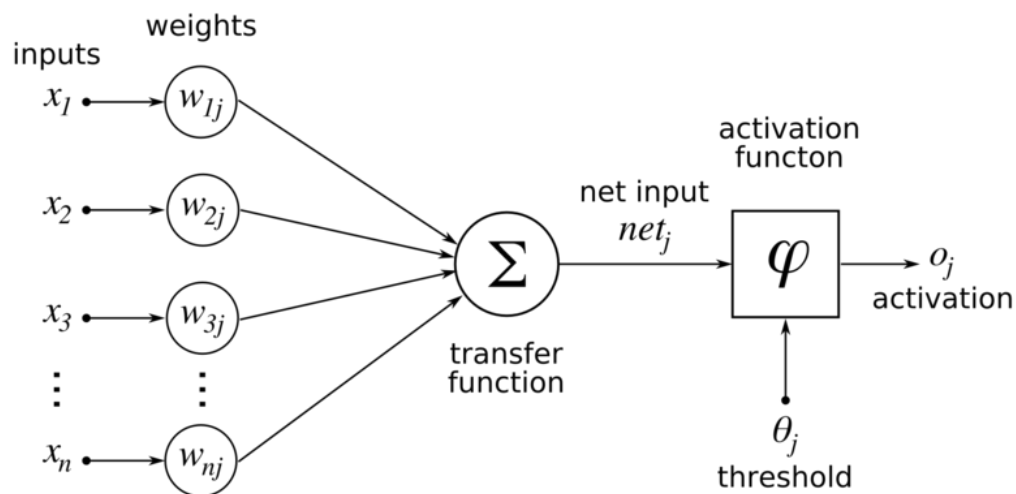 weights
inputs
x1
w1j
x2
w2j
x3
w3j
⋮ ⋮
xn
wnj
Σ
transfer
function
net input
netj
activation
functon
φ
oj
activation
θj
threshold